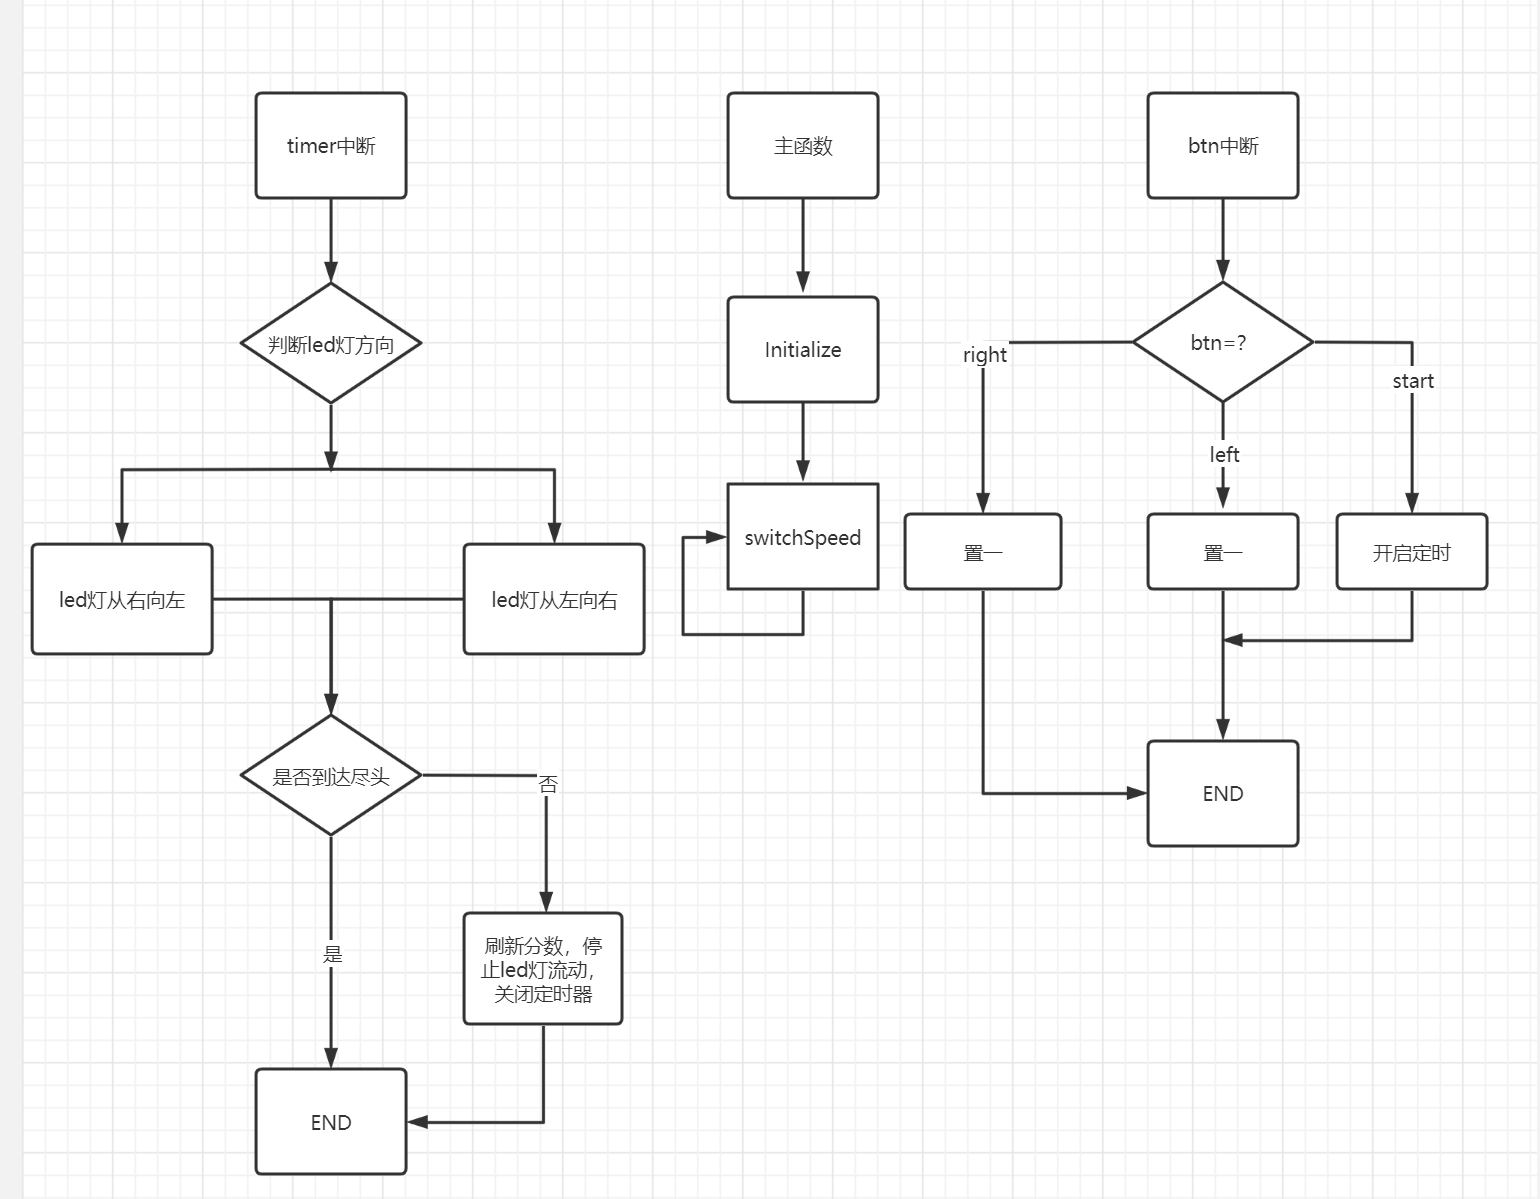 timer中断
判断led灯方向
led灯从右向左
led灯从左向右
是否到达尽头
否
是
刷新分数，停
止led灯流动，
关闭定时器
END
主函数
Initialize
switchSpeed
btn中断
btn=?
right
left
start
置一
置一
开启定时
END